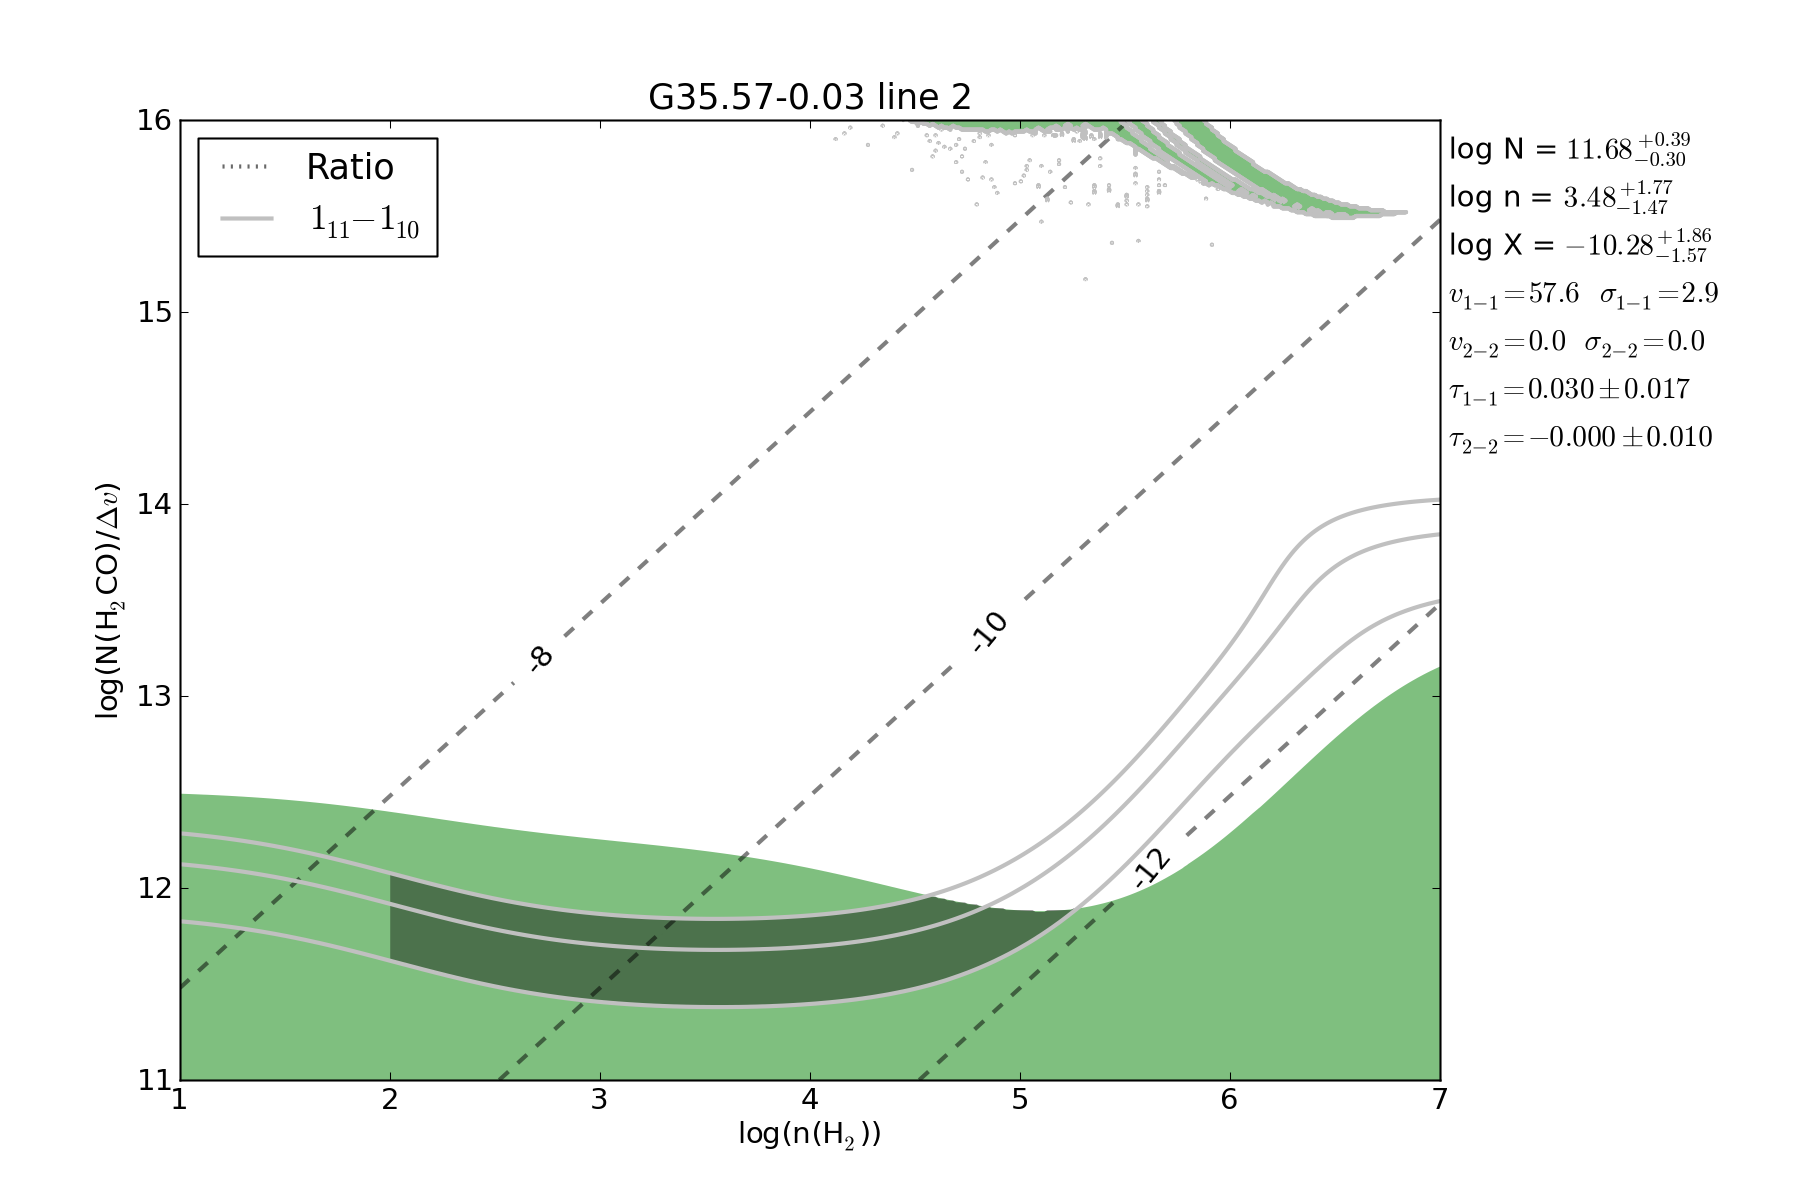 G35.57-0.03 line 2
Ratio
1₁₁−1₁₀
log N = 11.68⁺⁰·³⁹₋₀.₃₀
log n = 3.48⁺¹·⁷⁷₋₁.₄₇
log X = −10.28⁺¹·⁸⁶₋₁.₅₇
v₁₋₁=57.6 σ₁₋₁=2.9
v₂₋₂=0.0 σ₂₋₂=0.0
τ₁₋₁=0.030±0.017
τ₂₋₂=−0.000±0.010
16
15
14
13
12
11
log(N(H₂CO)/Δv)
-8
-10
-12
1 2 3 4 5 6 7
log(n(H₂))